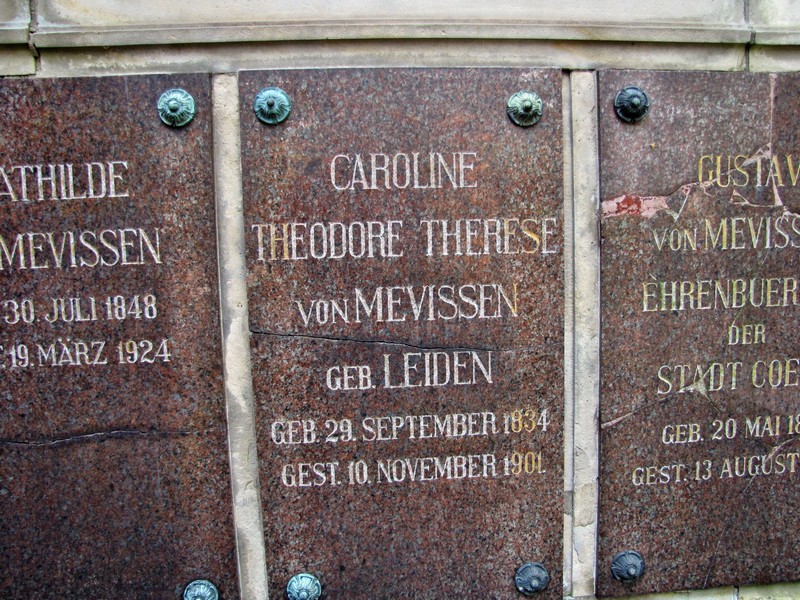 ATHILDE
MEVISSEN
30. JULI 1848
19. MÄRZ 1924
CAROLINE
THEODORE THERESE
VON MEVISSEN
GEB. LEIDEN
GEB. 29. SEPTEMBER 1834
GEST. 10. NOVEMBER 1901.
GUSTAV
VON MEVISS
EHRENBUER
DER
STADT COE
GEB. 20 MAI 18
GEST. 13 AUGUST